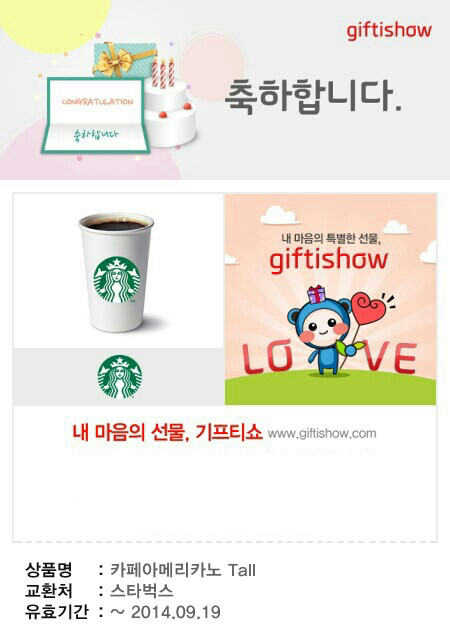 giftishow
CONGRATULATION
축하합니다
축하합니다.
내 마음의 특별한 선물,
giftishow
LOVE
내 마음의 선물, 기프티쇼 www.giftishow.com
상품명 : 카페아메리카노 Tall
교환처 : 스타벅스
유효기간 : ~ 2014.09.19